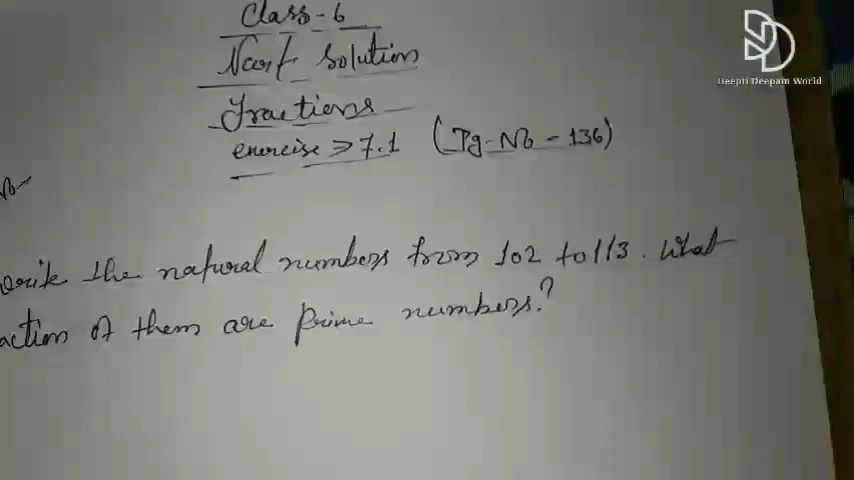 Class-6
Ncert Solution
Fractions
exercise ⇒ 7.1 (Pg-No - 136)
Deepti Deepam World
write the natural numbers from 102 to 113. What
action of them are prime numbers?